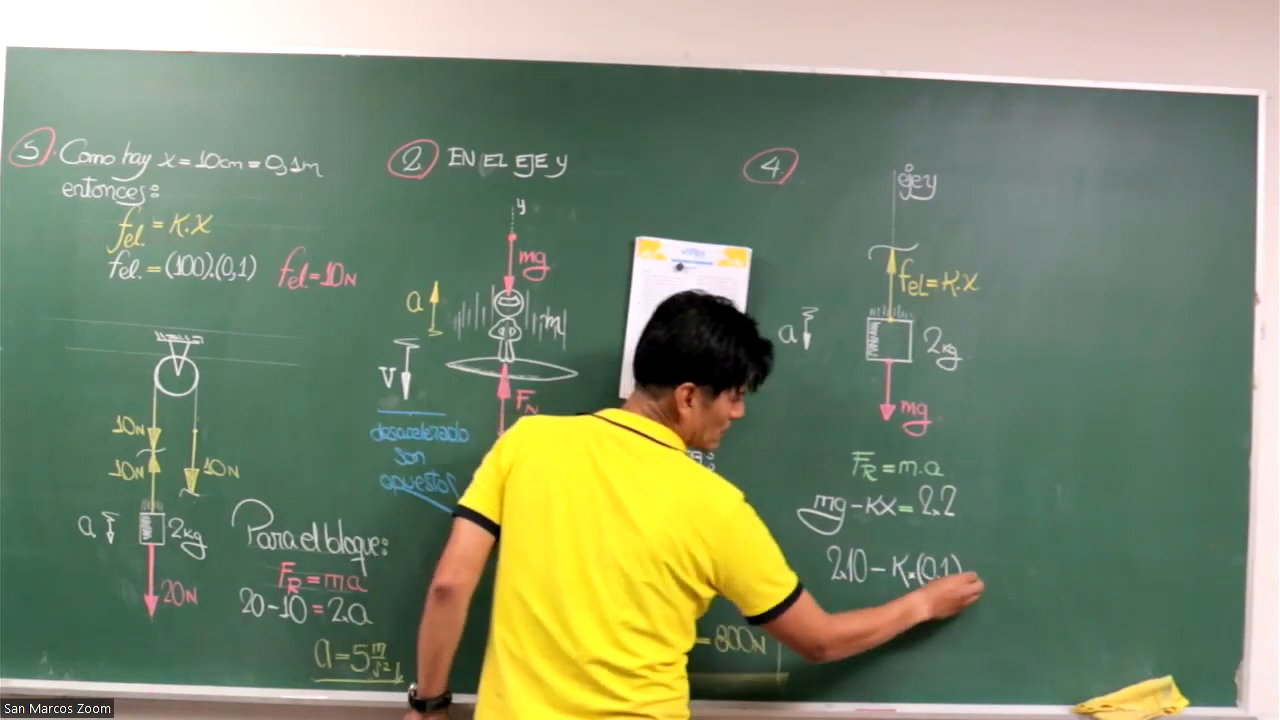 5. Como hay x = 10cm = 0,1m
entonces:
fel. = K.X
fel. = (100).(0,1) fel = 10N
10N
10N
10N
a
2kg
20N
Para el bloque:
FR = ma
20-10 = 2.a
a = 5 m/s²
2 EN EL EJE Y
y
mg
a
m
V
FN
desacelerado
son
opuestos
= 800N
4
eje y
fEL = K.X
a
2kg
mg
FR = m.a
mg - KX = 2.2
2.10 - K.(0,1)
San Marcos Zoom